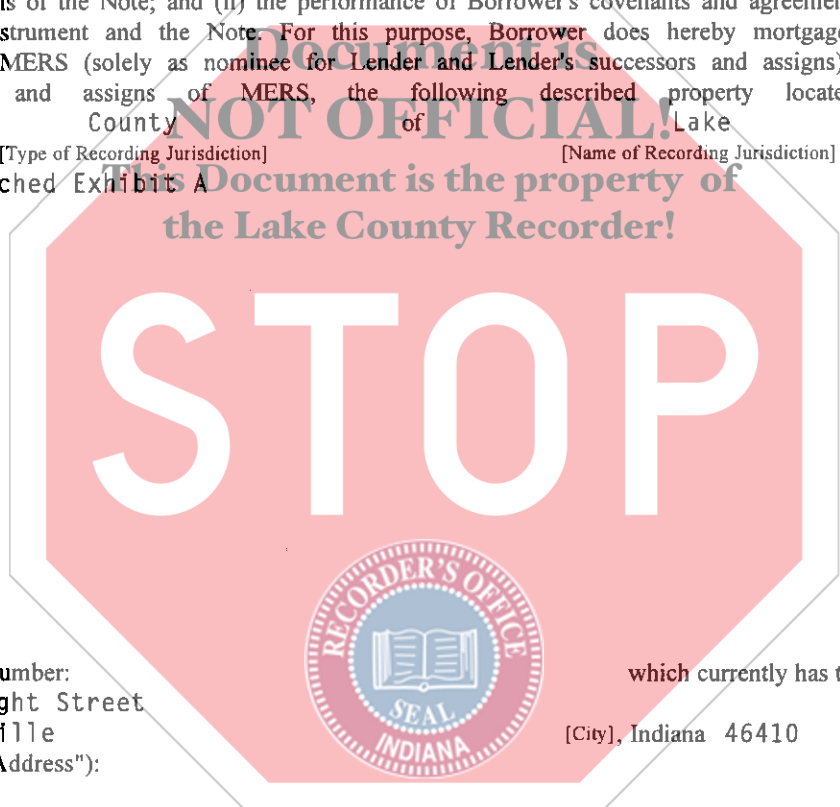 is of the Note; and (ii) the performance of Borrower's covenants and agreemen
strument and the Note. For this purpose, Borrower does hereby mortgag
Document is
MERS (solely as nominee for Lender and Lender's successors and assigns)
and assigns of MERS, the following described property locate
NOT OFFICIAL!
County of Lake
[Type of Recording Jurisdiction] [Name of Recording Jurisdiction]
ched Exhibit A
This Document is the property of
the Lake County Recorder!
STOP
RECORDER'S OFFICE
SEAL
INDIANA
umber: which currently has t
ght Street
ille [City], Indiana 46410
Address"):